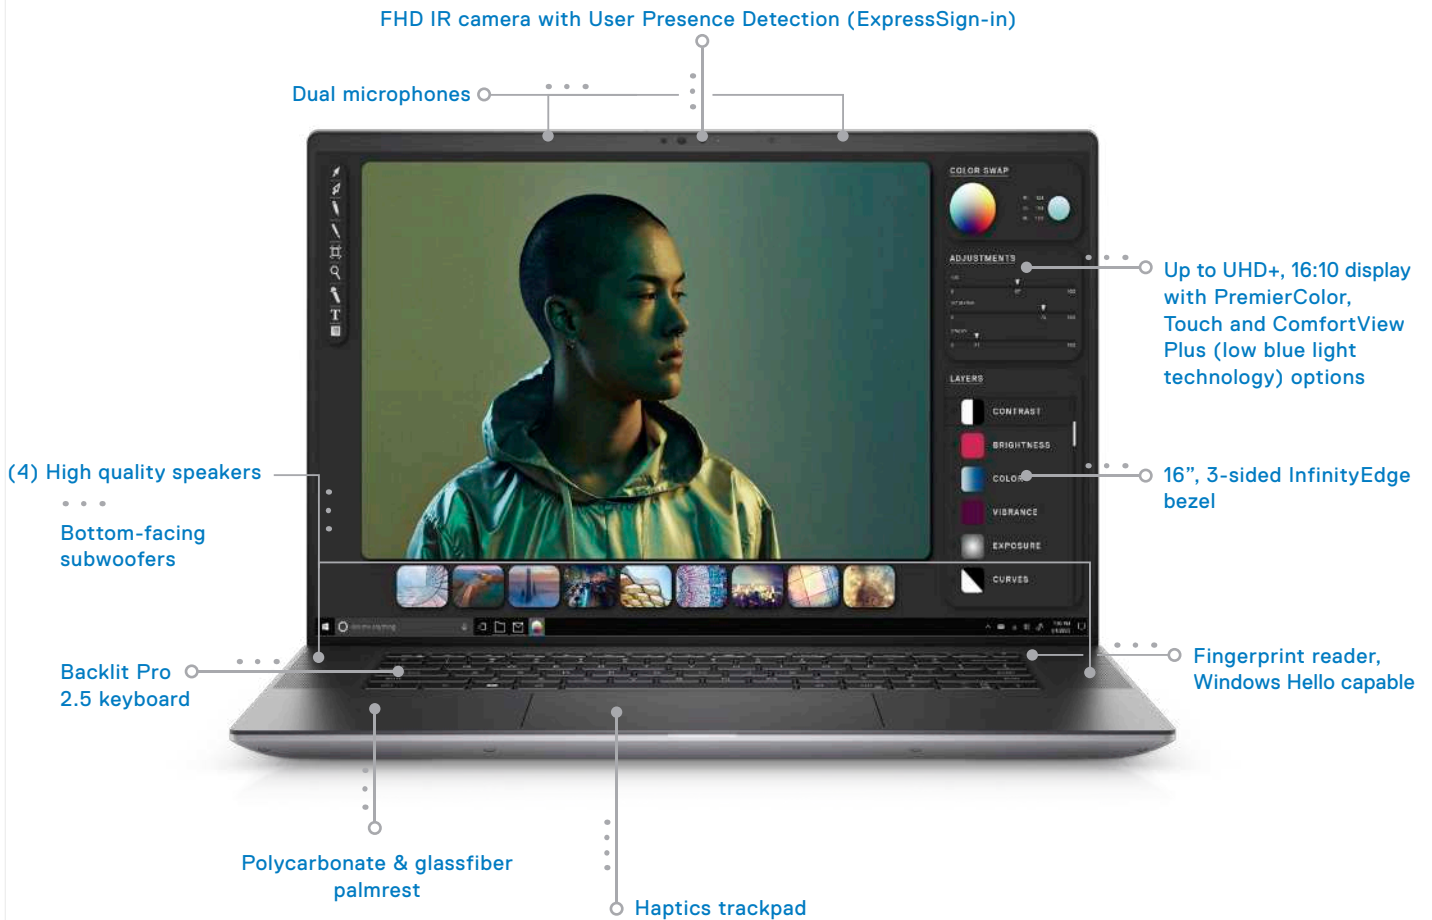 FHD IR camera with User Presence Detection (ExpressSign-in)
Dual microphones
COLOR SWAP
ADJUSTMENTS
Up to UHD+, 16:10 display
with PremierColor,
Touch and ComfortView
Plus (low blue light
technology) options
LAYERS
CONTRAST
BRIGHTNESS
(4) High quality speakers
COLOR
16”, 3-sided InfinityEdge
bezel
VIBRANCE
Bottom-facing
subwoofers
EXPOSURE
CURVES
Backlit Pro
2.5 keyboard
Fingerprint reader,
Windows Hello capable
Polycarbonate & glassfiber
palmrest
Haptics trackpad